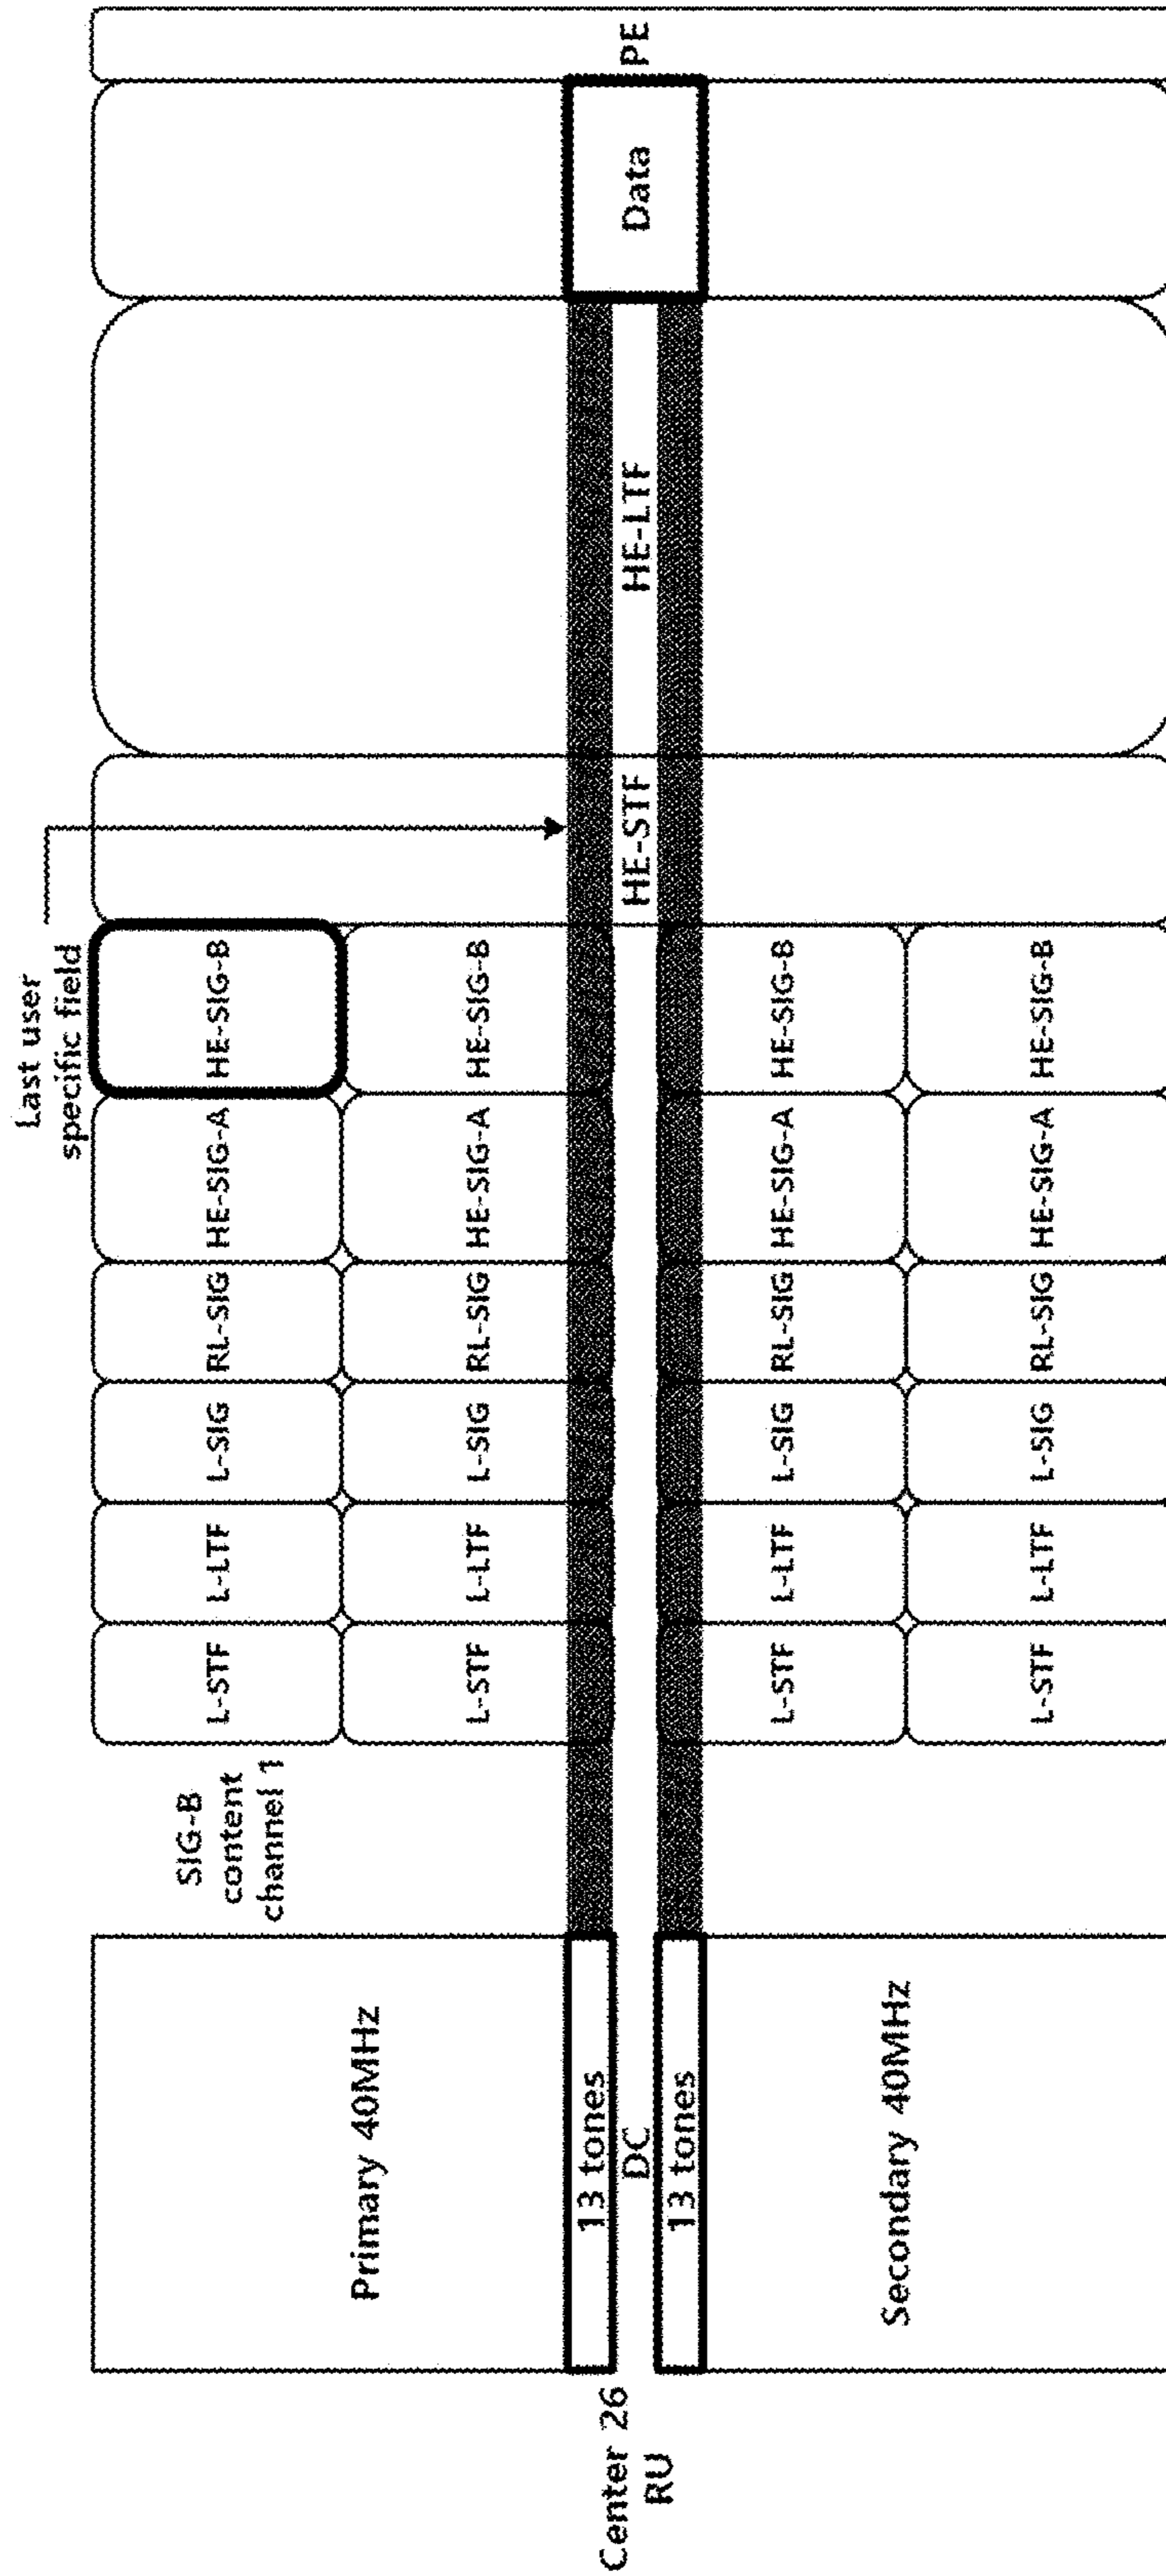 Last user
specific field
SIG-B
content
channel 1
L-STF
L-LTF
L-SIG
RL-SIG
HE-SIG-A
HE-SIG-B
Primary 40MHz
L-STF
L-LTF
L-SIG
RL-SIG
HE-SIG-A
HE-SIG-B
Center 26
RU
13 tones
DC
13 tones
HE-STF
HE-LTF
Data
PE
L-STF
L-LTF
L-SIG
RL-SIG
HE-SIG-A
HE-SIG-B
Secondary 40MHz
L-STF
L-LTF
L-SIG
RL-SIG
HE-SIG-A
HE-SIG-B